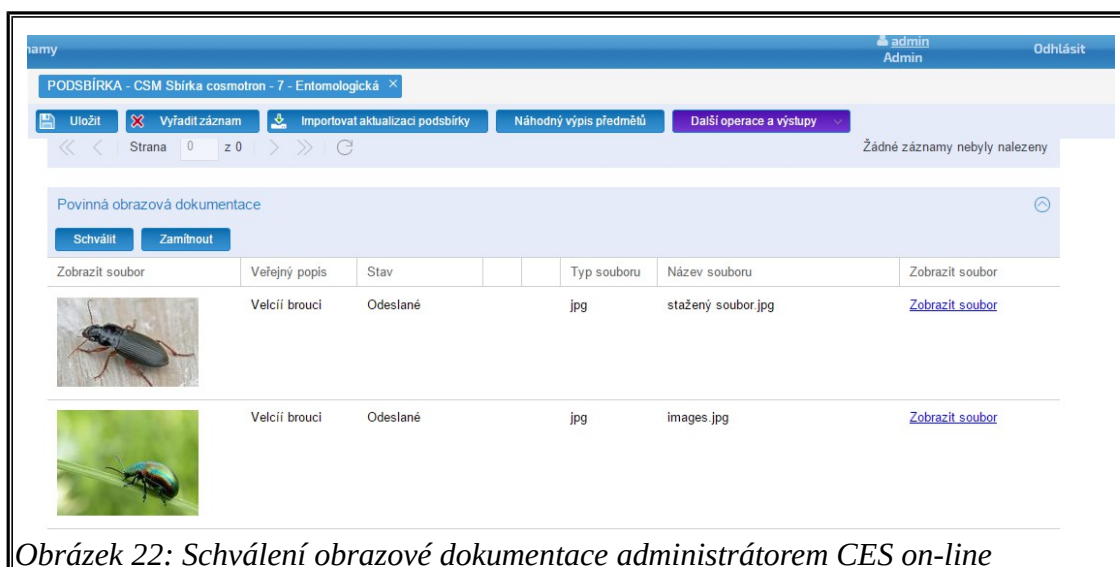 namy admin Odhlásit
Admin
PODSBÍRKA - CSM Sbírka cosmotron - 7 - Entomologická ×
Uložit Vyřadit záznam Importovat aktualizaci podsbírky Náhodný výpis předmětů Další operace a výstupy
Strana 0 z 0 Žádné záznamy nebyly nalezeny
Povinná obrazová dokumentace
Schválit Zamítnout
Zobrazit soubor Veřejný popis Stav Typ souboru Název souboru Zobrazit soubor
Velcíí brouci Odeslané jpg stažený soubor.jpg Zobrazit soubor
Velcíí brouci Odeslané jpg images.jpg Zobrazit soubor
Obrázek 22: Schválení obrazové dokumentace administrátorem CES on-line